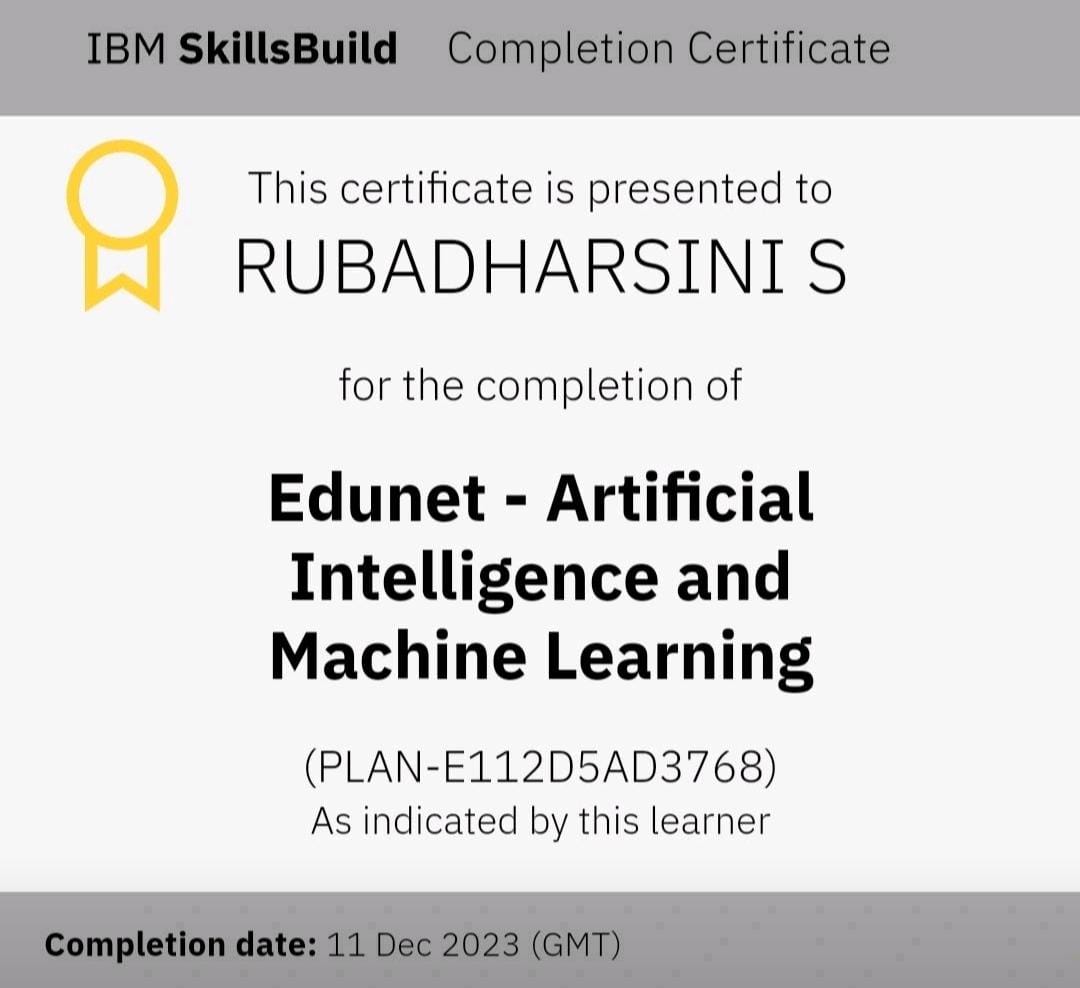 IBM SkillsBuild Completion Certificate
This certificate is presented to
RUBADHARSINI S
for the completion of
Edunet - Artificial
Intelligence and
Machine Learning
(PLAN-E112D5AD3768)
As indicated by this learner
Completion date: 11 Dec 2023 (GMT)